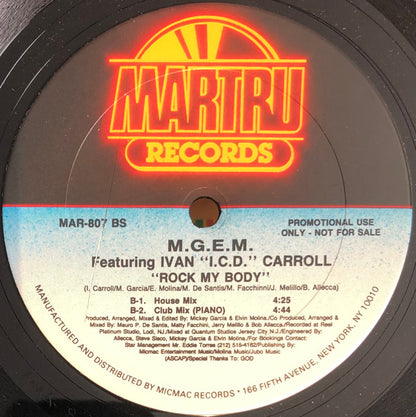 MARTRU
RECORDS
MAR-807 BS
PROMOTIONAL USE
ONLY - NOT FOR SALE
M.G.E.M.
Featuring IVAN "I.C.D." CARROLL
"ROCK MY BODY"
(I. Carroll/M. Garcia/E. Molina/M. De Santis/M. Facchinni/J. Melillo/B. Allecca)
B-1. House Mix 4:25
B-2. Club Mix (PIANO) 4:44
Produced, Arranged, Mixed & Edited By: Mickey Garcia & Elvin Molina./Co Produced, Arranged and
Mixed By: Mauro P. De Santis, Matty Facchini, Jerry Melillo & Bob Allecca./Recorded at Reel
Platinum Studio, Lodi, NJ./Mixed at Quantum Studios Jersey City N.J./Engineered By: Bob
Allecca, Steve Sisco, Mickey Garcia & Elvin Molina./For Bookings Contact:
Star Management Mr. Eddie Torres (212) 515-6152/Published By:
Micmac Entertainment Music/Molina Music/Jubo Music
(ASCAP)/Special Thanks To: GOD
MANUFACTURED AND DISTRIBUTED BY MICMAC RECORDS • 166 FIFTH AVENUE, NEW YORK, NY 10010